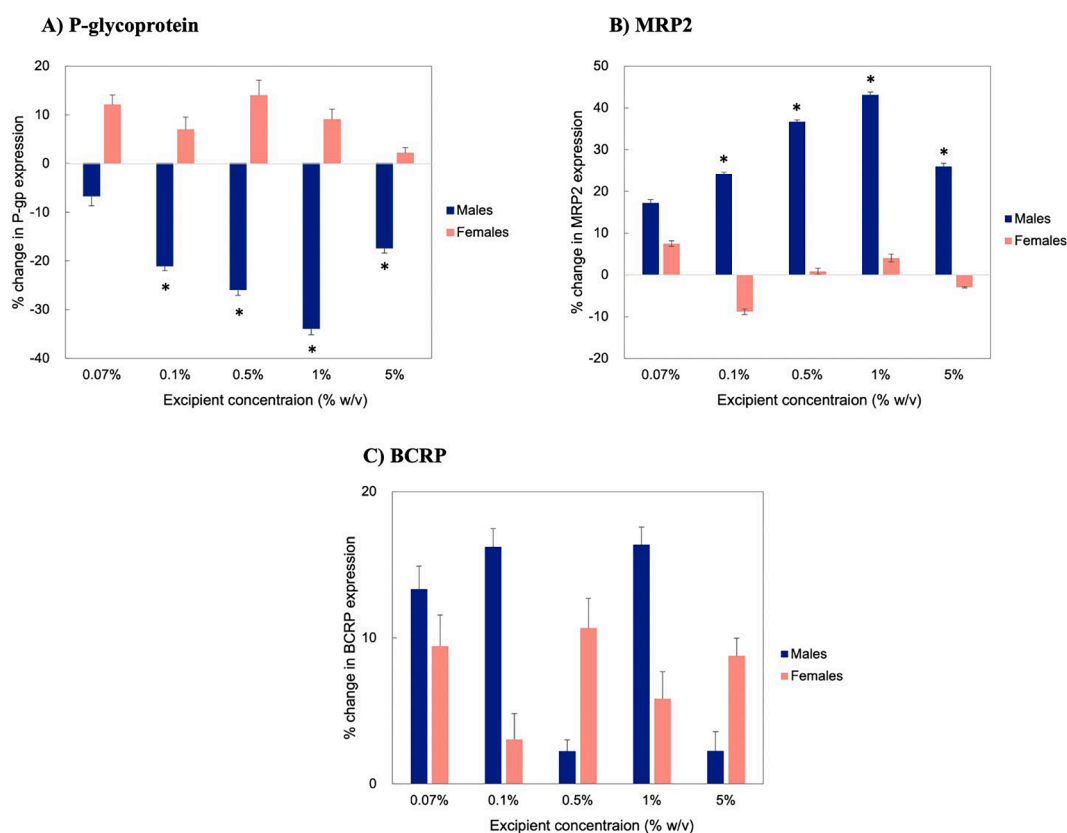 A) P-glycoprotein
20
10
0
-10
-20
-30
-40
% change in P-gp expression
*
*
*
*
0.07%
0.1%
0.5%
1%
5%
Excipient concentraion (% w/v)
Males
Females
B) MRP2
50
40
30
20
10
0
-10
-20
% change in MRP2 expression
*
*
*
*
0.07%
0.1%
0.5%
1%
5%
Excipient concentraion (% w/v)
Males
Females
C) BCRP
20
10
0
% change in BCRP expression
0.07%
0.1%
0.5%
1%
5%
Excipient concentraion (% w/v)
Males
Females